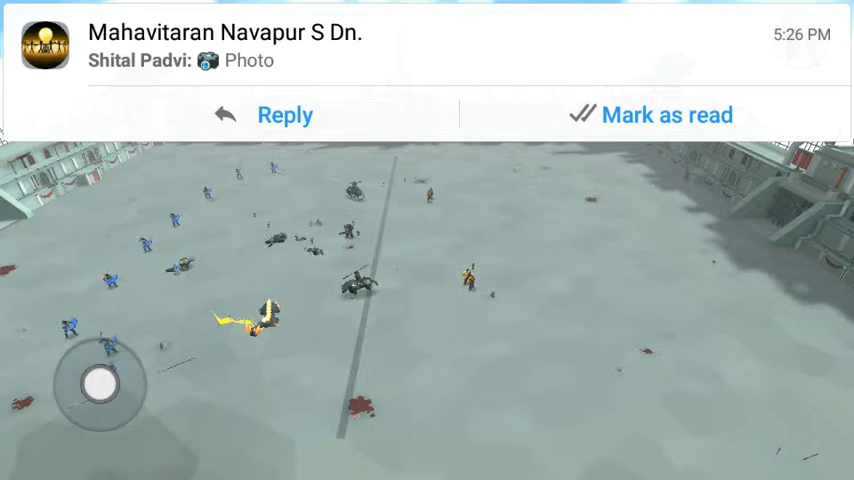 Mahavitaran Navapur S Dn.
5:26 PM
Shital Padvi: 📷 Photo
Reply
Mark as read